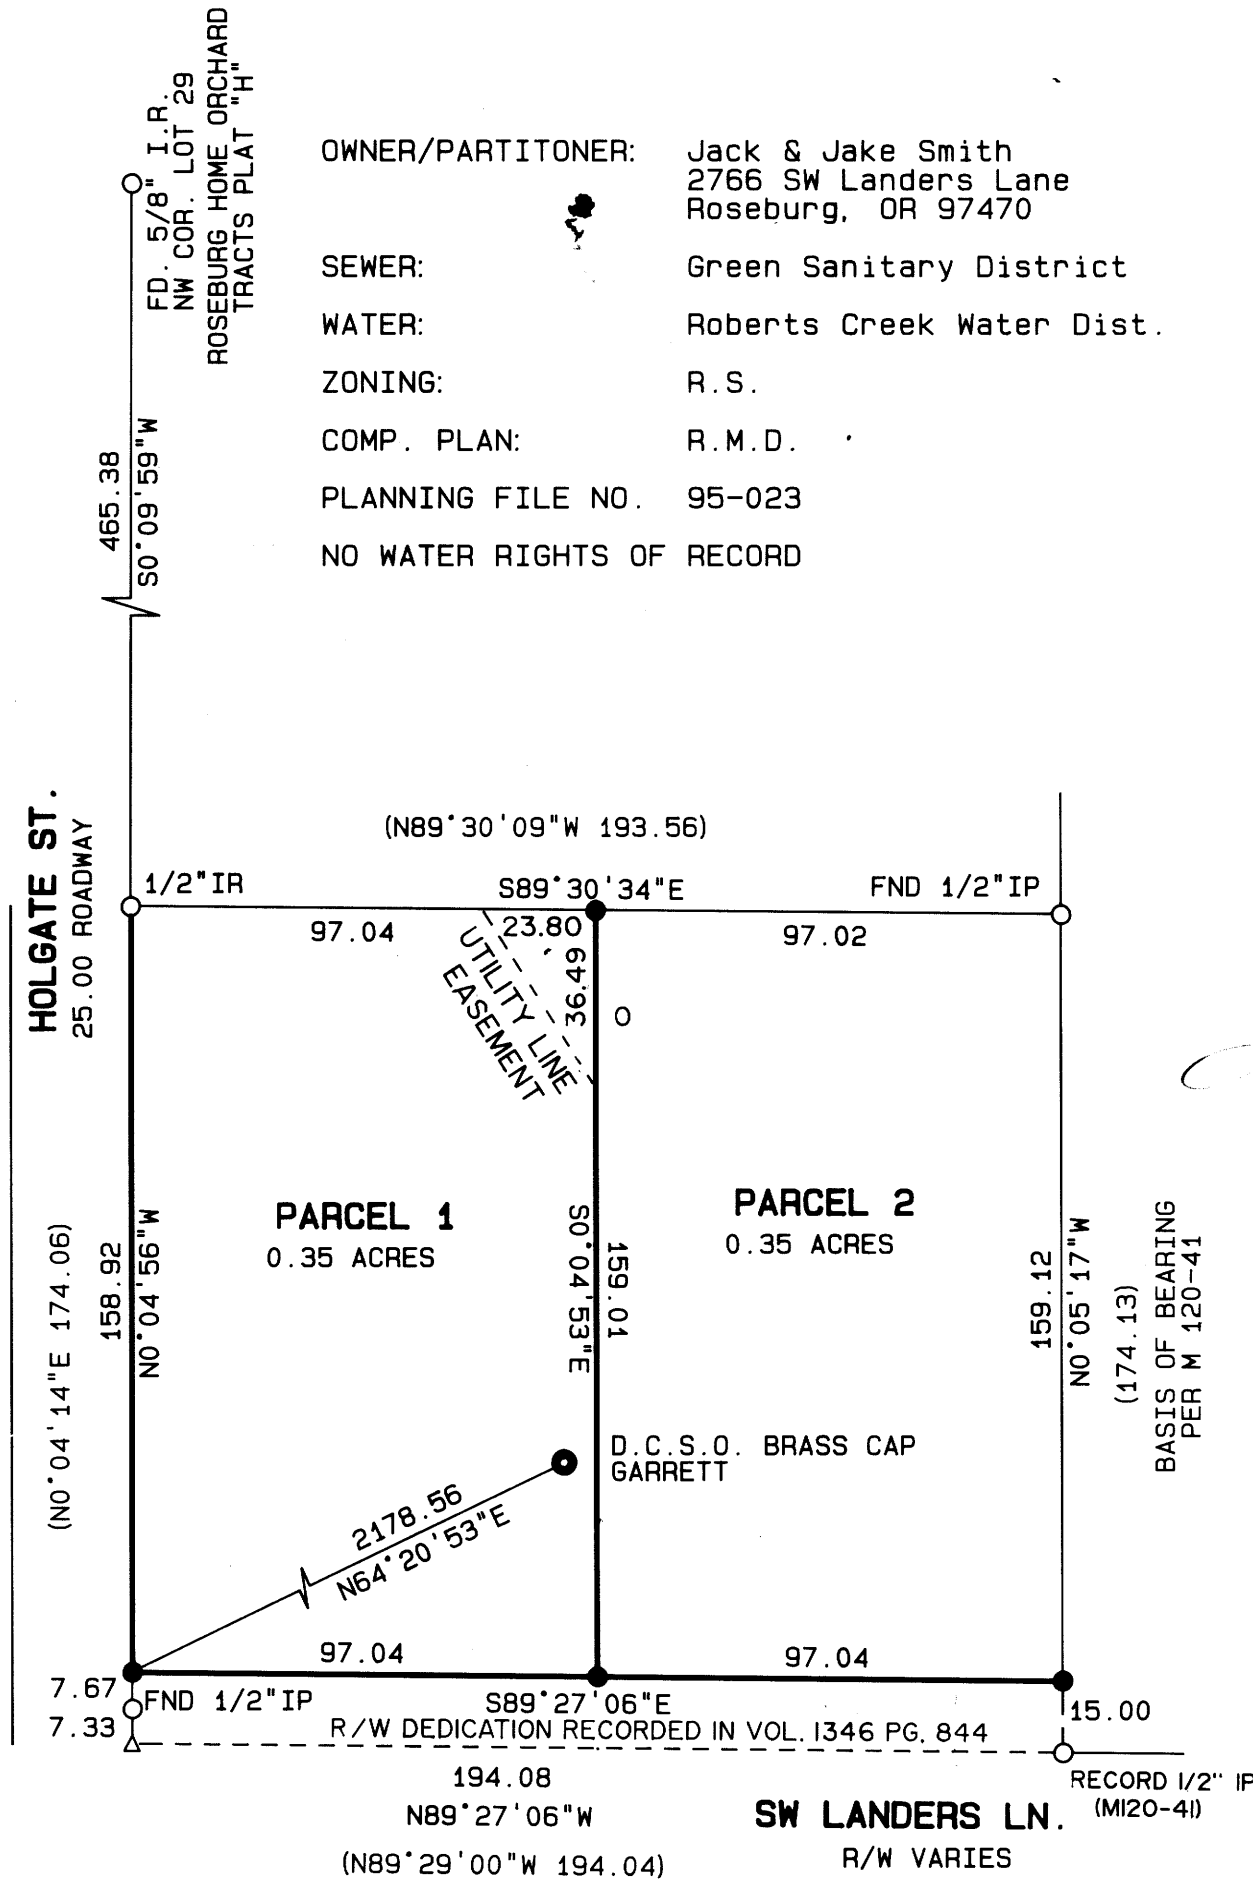 FD. 5/8" I.R.
NW COR. LOT 29
ROSEBURG HOME ORCHARD
TRACTS PLAT "H"
OWNER/PARTITONER: Jack & Jake Smith
2766 SW Landers Lane
Roseburg, OR 97470
SEWER: Green Sanitary District
WATER: Roberts Creek Water Dist.
ZONING: R.S.
COMP. PLAN: R.M.D.
PLANNING FILE NO. 95-023
NO WATER RIGHTS OF RECORD
465.38
S0°09'59"W
HOLGATE ST.
25.00 ROADWAY
(N89°30'09"W 193.56)
1/2"IR
S89°30'34"E
FND 1/2"IP
97.04
23.80
97.02
UTILITY LINE
EASEMENT
36.49
PARCEL 1
0.35 ACRES
PARCEL 2
0.35 ACRES
(N0°04'14"E 174.06)
158.92
N0°04'56"W
S0°04'53"E
159.01
159.12
N0°05'17"W
(174.13)
BASIS OF BEARING
PER M 120-41
D.C.S.O. BRASS CAP
GARRETT
2178.56
N64°20'53"E
97.04
97.04
7.67
FND 1/2"IP
S89°27'06"E
15.00
7.33
R/W DEDICATION RECORDED IN VOL. 1346 PG. 844
194.08
N89°27'06"W
(N89°29'00"W 194.04)
SW LANDERS LN.
R/W VARIES
RECORD 1/2" IP
(M120-41)